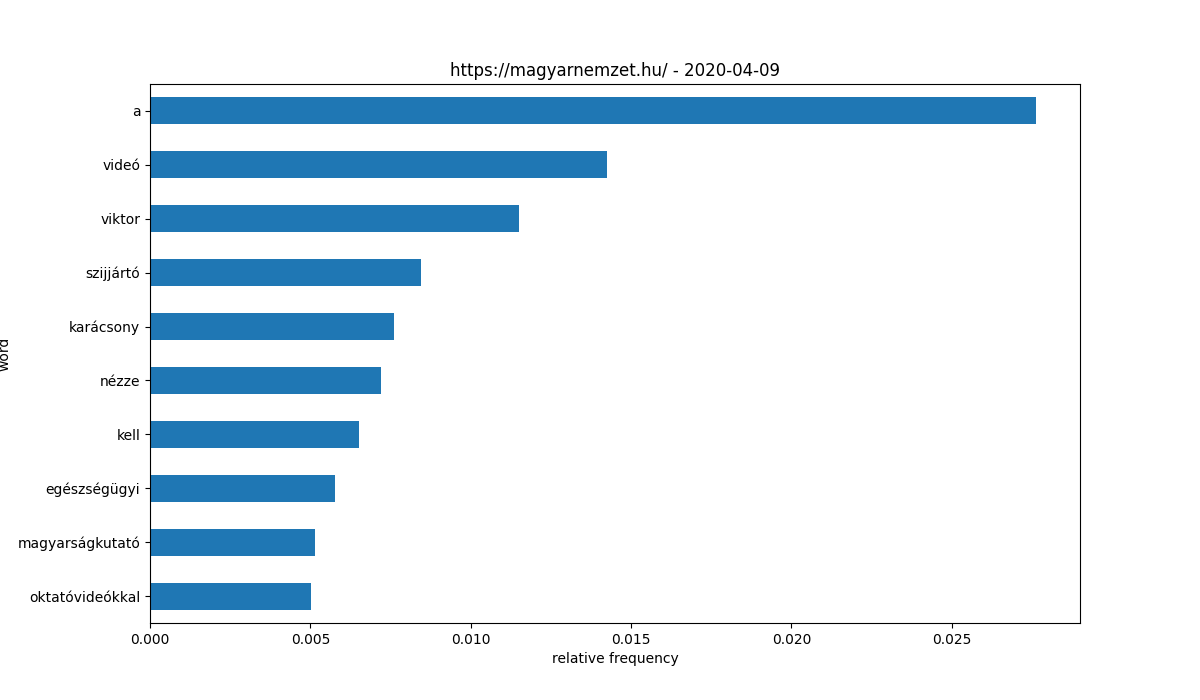 https://magyarnemzet.hu/ - 2020-04-09
a
videó
viktor
szijjártó
karácsony
nézze
kell
egészségügyi
magyarságkutató
oktatóvideókkal
word
0.000 0.005 0.010 0.015 0.020 0.025
relative frequency